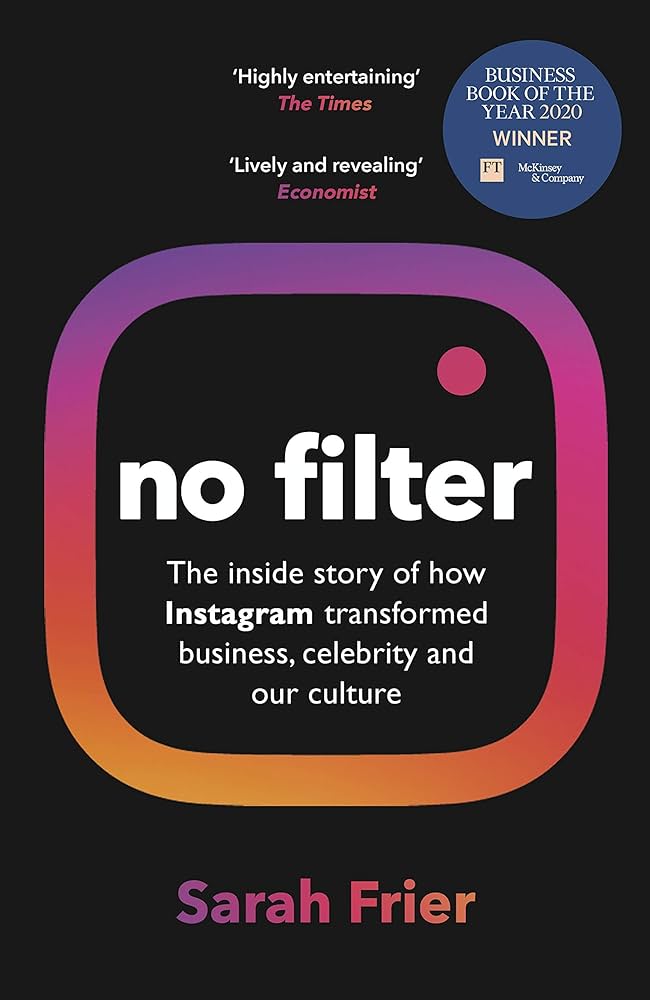 ‘Highly entertaining’
The Times
‘Lively and revealing’
Economist
BUSINESS
BOOK OF THE
YEAR 2020
WINNER
FT
McKinsey
& Company
no filter
The inside story of how
Instagram transformed
business, celebrity and
our culture
Sarah Frier